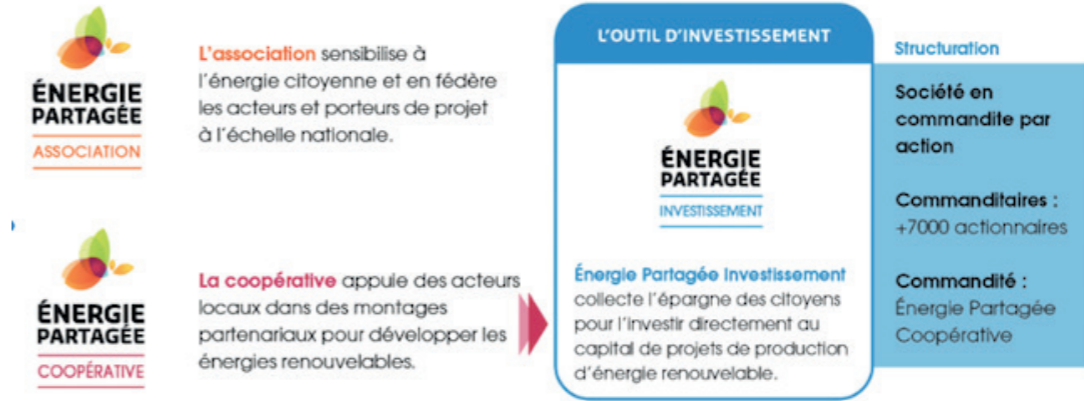 ÉNERGIE
PARTAGÉE
ASSOCIATION
L'association sensibilise à
l'énergie citoyenne et en fédère
les acteurs et porteurs de projet
à l'échelle nationale.
ÉNERGIE
PARTAGÉE
COOPÉRATIVE
La coopérative appuie des acteurs
locaux dans des montages
partenariaux pour développer les
énergies renouvelables.
L'OUTIL D'INVESTISSEMENT
ÉNERGIE
PARTAGÉE
INVESTISSEMENT
Énergie Partagée Investissement
collecte l'épargne des citoyens
pour l'investir directement au
capital de projets de production
d'énergie renouvelable.
Structuration
Société en
commandite par
action
Commanditaires :
+7000 actionnaires
Commandité :
Énergie Partagée
Coopérative